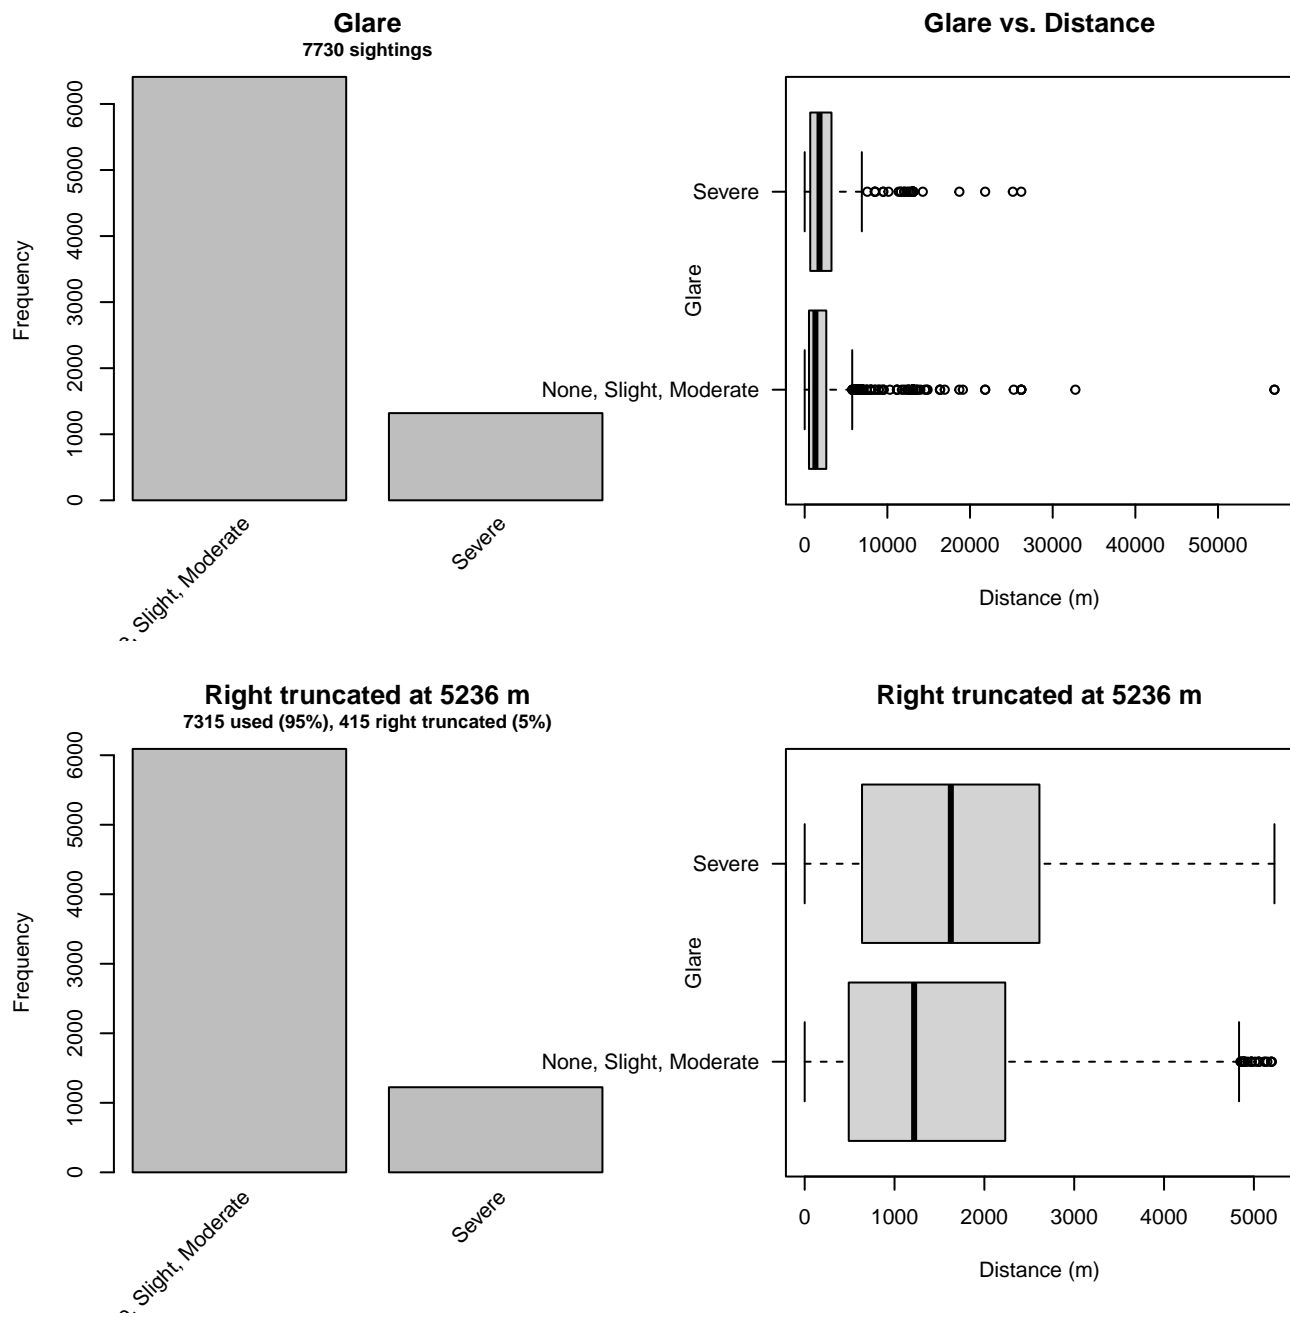 Glare
7730 sightings
Frequency
0
1000
2000
3000
4000
5000
6000
Slight, Moderate
Severe
Glare vs. Distance
Glare
Severe
None, Slight, Moderate
0 10000 20000 30000 40000 50000
Distance (m)
Right truncated at 5236 m
7315 used (95%), 415 right truncated (5%)
Frequency
0
1000
2000
3000
4000
5000
6000
Slight, Moderate
Severe
Right truncated at 5236 m
Glare
Severe
None, Slight, Moderate
0 1000 2000 3000 4000 5000
Distance (m)